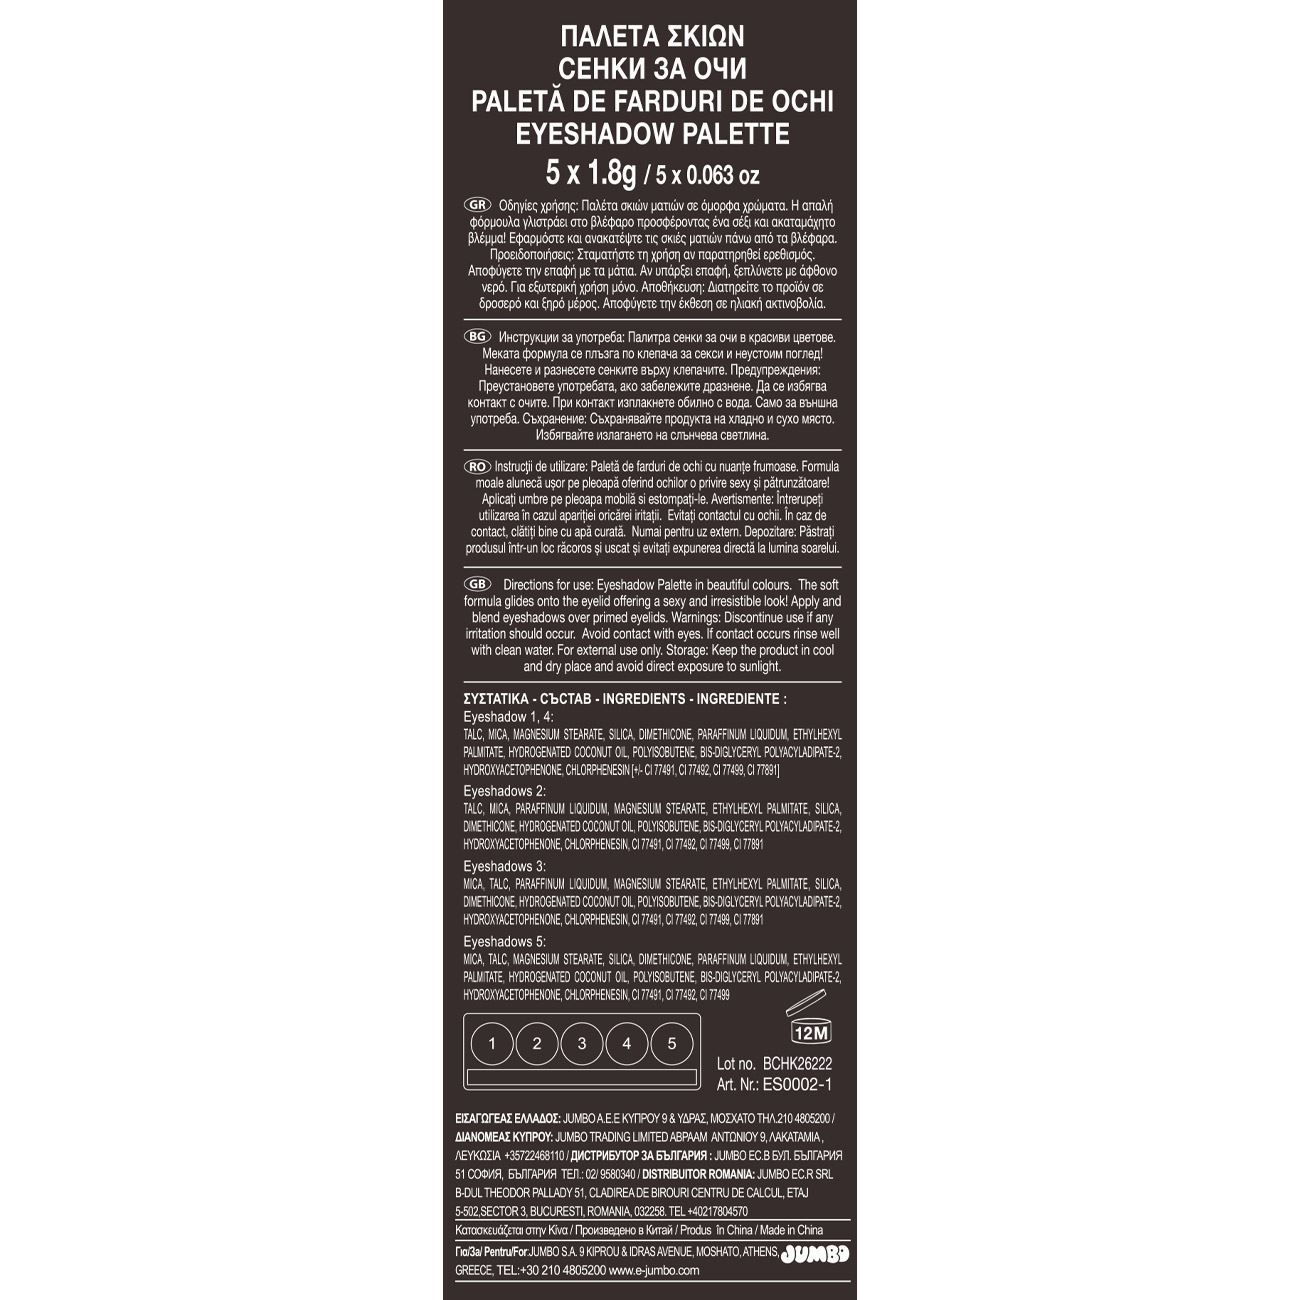 ΠΑΛΕΤΑ ΣΚΙΩΝ
СЕНКИ ЗА ОЧИ
PALETĂ DE FARDURI DE OCHI
EYESHADOW PALETTE
5 x 1.8g / 5 x 0.063 oz
GR Οδηγίες χρήσης: Παλέτα σκιών ματιών σε όμορφα χρώματα. Η απαλή
φόρμουλα γλιστράει στο βλέφαρο προσφέροντας ένα σέξι και ακαταμάχητο
βλέμμα! Εφαρμόστε και ανακατέψτε τις σκιές ματιών πάνω από τα βλέφαρα.
Προειδοποιήσεις: Σταματήστε τη χρήση αν παρατηρηθεί ερεθισμός.
Αποφύγετε την επαφή με τα μάτια. Αν υπάρξει επαφή, ξεπλύνετε με άφθονο
νερό. Για εξωτερική χρήση μόνο. Αποθήκευση: Διατηρείτε το προϊόν σε
δροσερό και ξηρό μέρος. Αποφύγετε την έκθεση σε ηλιακή ακτινοβολία.
BG Инструкции за употреба: Палитра сенки за очи в красиви цветове.
Меката формула се плъзга по клепача за секси и неустоим поглед!
Нанесете и разнесете сенките върху клепачите. Предупреждения:
Преустановете употребата, ако забележите дразнене. Да се избягва
контакт с очите. При контакт изплакнете обилно с вода. Само за външна
употреба. Съхранение: Съхранявайте продукта на хладно и сухо място.
Избягвайте излагането на слънчева светлина.
RO Instrucţii de utilizare: Paletă de farduri de ochi cu nuanţe frumoase. Formula
moale alunecă uşor pe pleoapă oferind ochilor o privire sexy şi pătrunzătoare!
Aplicaţi umbre pe pleoapa mobilă si estompaţi-le. Avertismente: Întrerupeţi
utilizarea în cazul apariţiei oricărei iritaţii. Evitaţi contactul cu ochii. În caz de
contact, clătiţi bine cu apă curată. Numai pentru uz extern. Depozitare: Păstraţi
produsul într-un loc răcoros şi uscat şi evitaţi expunerea directă la lumina soarelui.
GB Directions for use: Eyeshadow Palette in beautiful colours. The soft
formula glides onto the eyelid offering a sexy and irresistible look! Apply and
blend eyeshadows over primed eyelids. Warnings: Discontinue use if any
irritation should occur. Avoid contact with eyes. If contact occurs rinse well
with clean water. For external use only. Storage: Keep the product in cool
and dry place and avoid direct exposure to sunlight.
ΣΥΣΤΑΤΙΚΑ - СЪСТАВ - INGREDIENTS - INGREDIENTE :
Eyeshadow 1, 4:
TALC, MICA, MAGNESIUM STEARATE, SILICA, DIMETHICONE, PARAFFINUM LIQUIDUM, ETHYLHEXYL
PALMITATE, HYDROGENATED COCONUT OIL, POLYISOBUTENE, BIS-DIGLYCERYL POLYACYLADIPATE-2,
HYDROXYACETOPHENONE, CHLORPHENESIN [+/- CI 77491, CI 77492, CI 77499, CI 77891]
Eyeshadows 2:
TALC, MICA, PARAFFINUM LIQUIDUM, MAGNESIUM STEARATE, ETHYLHEXYL PALMITATE, SILICA,
DIMETHICONE, HYDROGENATED COCONUT OIL, POLYISOBUTENE, BIS-DIGLYCERYL POLYACYLADIPATE-2,
HYDROXYACETOPHENONE, CHLORPHENESIN, CI 77491, CI 77492, CI 77499, CI 77891
Eyeshadows 3:
MICA, TALC, PARAFFINUM LIQUIDUM, MAGNESIUM STEARATE, ETHYLHEXYL PALMITATE, SILICA,
DIMETHICONE, HYDROGENATED COCONUT OIL, POLYISOBUTENE, BIS-DIGLYCERYL POLYACYLADIPATE-2,
HYDROXYACETOPHENONE, CHLORPHENESIN, CI 77491, CI 77492, CI 77499, CI 77891
Eyeshadows 5:
MICA, TALC, MAGNESIUM STEARATE, SILICA, DIMETHICONE, PARAFFINUM LIQUIDUM, ETHYLHEXYL
PALMITATE, HYDROGENATED COCONUT OIL, POLYISOBUTENE, BIS-DIGLYCERYL POLYACYLADIPATE-2,
HYDROXYACETOPHENONE, CHLORPHENESIN, CI 77491, CI 77492, CI 77499
1 2 3 4 5
12M
Lot no. BCHK26222
Art. Nr.: ES0002-1
ΕΙΣΑΓΩΓΕΑΣ ΕΛΛΑΔΟΣ: JUMBO Α.Ε.Ε ΚΥΠΡΟΥ 9 & ΥΔΡΑΣ, ΜΟΣΧΑΤΟ ΤΗΛ.210 4805200 /
ΔΙΑΝΟΜΕΑΣ ΚΥΠΡΟΥ: JUMBO TRADING LIMITED ΑΒΡΑΑΜ ΑΝΤΩΝΙΟΥ 9, ΛΑΚΑΤΑΜΙΑ ,
ΛΕΥΚΩΣΙΑ +35722468110 / ДИСТРИБУТОР ЗА БЪЛГАРИЯ : JUMBO EC.B БУЛ. БЪЛГАРИЯ
51 СОФИЯ, БЪЛГАРИЯ ТЕЛ.: 02/ 9580340 / DISTRIBUITOR ROMANIA: JUMBO EC.R SRL
B-DUL THEODOR PALLADY 51, CLADIREA DE BIROURI CENTRU DE CALCUL, ETAJ
5-502,SECTOR 3, BUCURESTI, ROMANIA, 032258. TEL +40217804570
Κατασκευάζεται στην Κίνα / Произведено в Китай / Produs în China / Made in China
Για/За/ Pentru/For:JUMBO S.A. 9 KIPROU & IDRAS AVENUE, MOSHATO, ATHENS,
GREECE, TEL:+30 210 4805200 www.e-jumbo.com
JUMBO